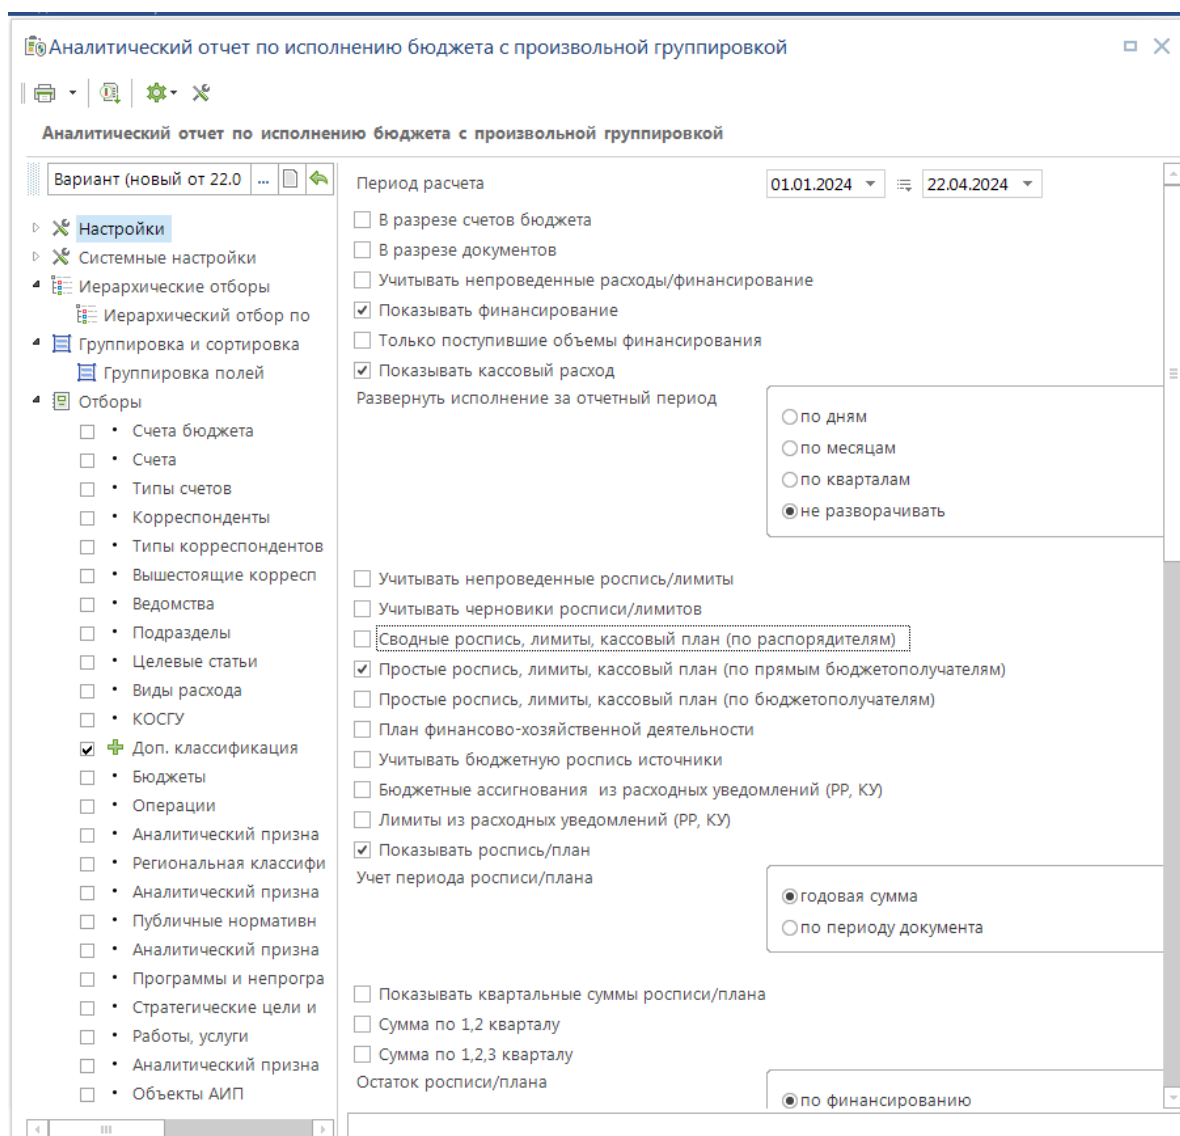 Аналитический отчет по исполнению бюджета с произвольной группировкой
Аналитический отчет по исполнению бюджета с произвольной группировкой
Вариант (новый от 22.0 ...
Настройки
Системные настройки
Иерархические отборы
Иерархический отбор по
Группировка и сортировка
Группировка полей
Отборы
Счета бюджета
Счета
Типы счетов
Корреспонденты
Типы корреспондентов
Вышестоящие корресп
Ведомства
Подразделы
Целевые статьи
Виды расхода
КОСГУ
Доп. классификация
Бюджеты
Операции
Аналитический призна
Региональная классифи
Аналитический призна
Публичные нормативн
Аналитический призна
Программы и непрогра
Стратегические цели и
Работы, услуги
Аналитический призна
Объекты АИП
Период расчета 01.01.2024 22.04.2024
В разрезе счетов бюджета
В разрезе документов
Учитывать непроведенные расходы/финансирование
Показывать финансирование
Только поступившие объемы финансирования
Показывать кассовый расход
Развернуть исполнение за отчетный период
по дням
по месяцам
по кварталам
не разворачивать
Учитывать непроведенные роспись/лимиты
Учитывать черновики росписи/лимитов
Сводные роспись, лимиты, кассовый план (по распорядителям)
Простые роспись, лимиты, кассовый план (по прямым бюджетополучателям)
Простые роспись, лимиты, кассовый план (по бюджетополучателям)
План финансово-хозяйственной деятельности
Учитывать бюджетную роспись источники
Бюджетные ассигнования из расходных уведомлений (РР, КУ)
Лимиты из расходных уведомлений (РР, КУ)
Показывать роспись/план
Учет периода росписи/плана
годовая сумма
по периоду документа
Показывать квартальные суммы росписи/плана
Сумма по 1,2 кварталу
Сумма по 1,2,3 кварталу
Остаток росписи/плана
по финансированию